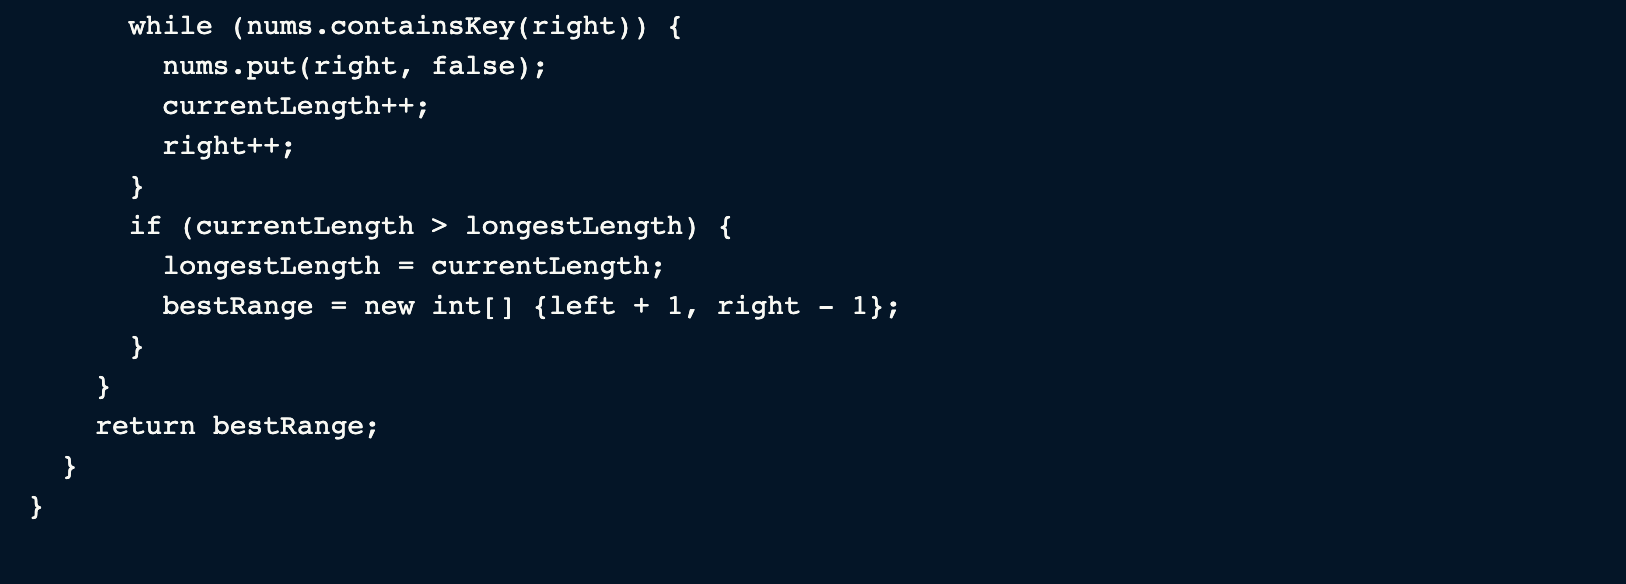 while (nums.containsKey(right)) {
nums.put(right, false);
currentLength++;
right++;
}
if (currentLength > longestLength) {
longestLength = currentLength;
bestRange = new int[] {left + 1, right - 1};
}
}
return bestRange;
}
}